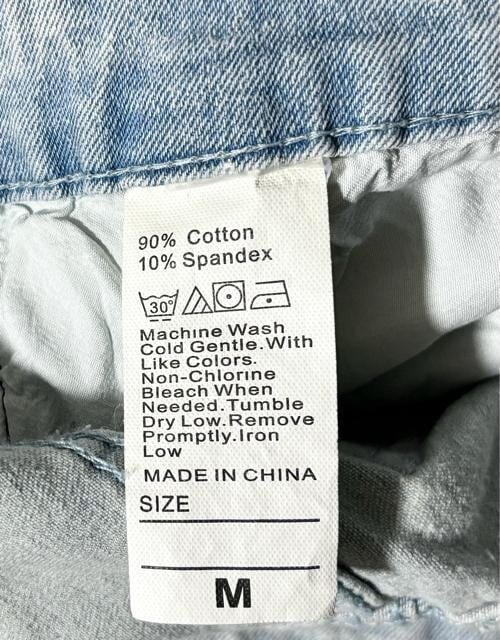 90% Cotton
10% Spandex
30°
Machine Wash
Cold Gentle.With
Like Colors.
Non-Chlorine
Bleach When
Needed.Tumble
Dry Low.Remove
Promptly.Iron
Low
MADE IN CHINA
SIZE
M